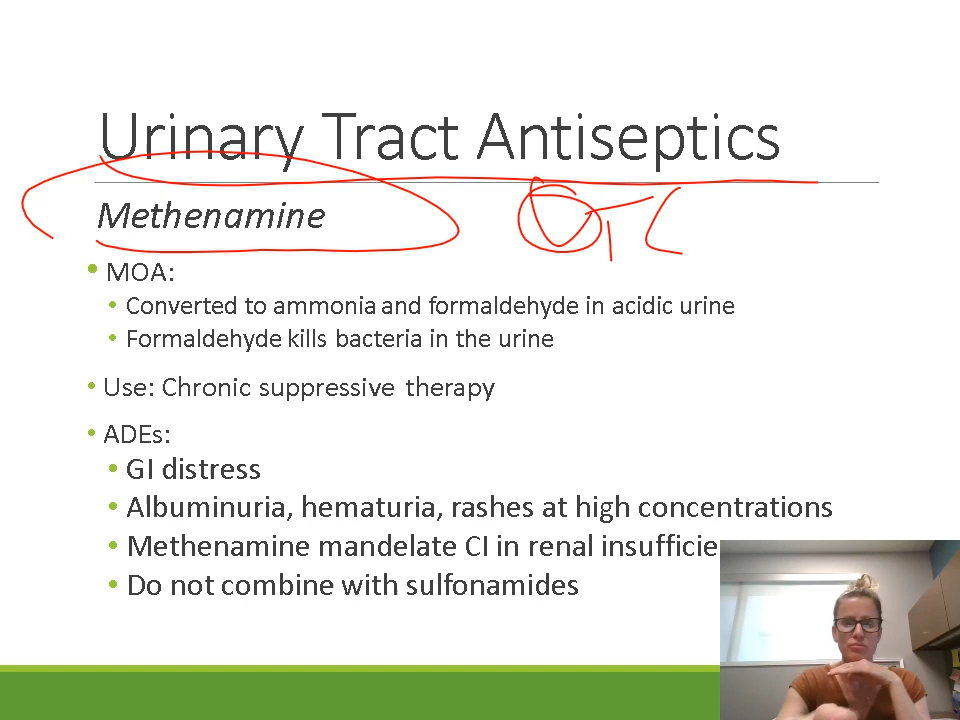 Urinary Tract Antiseptics
Methenamine OTC
• MOA:
• Converted to ammonia and formaldehyde in acidic urine
• Formaldehyde kills bacteria in the urine
• Use: Chronic suppressive therapy
• ADEs:
• GI distress
• Albuminuria, hematuria, rashes at high concentrations
• Methenamine mandelate CI in renal insufficie
• Do not combine with sulfonamides